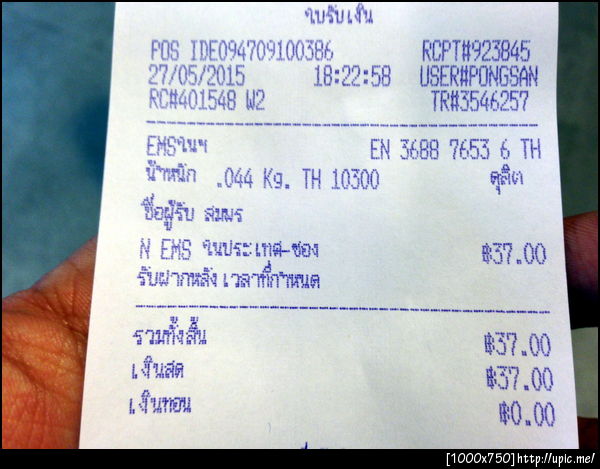 ใบรับเงิน
POS IDE094709100386 RCPT#923845
27/05/2015 18:22:58 USER#PONGSAN
RC#401548 W2 TR#3546257
EMSในฯ EN 3688 7653 6 TH
น้ำหนัก .044 Kg. TH 10300 ดุสิต
ชื่อผู้รับ สมพร
N EMS ในประเทศ-ซอง ฿37.00
รับฝากหลังเวลาที่กำหนด
รวมทั้งสิ้น ฿37.00
เงินสด ฿37.00
เงินทอน ฿0.00
[1000x750]http://upic.me/